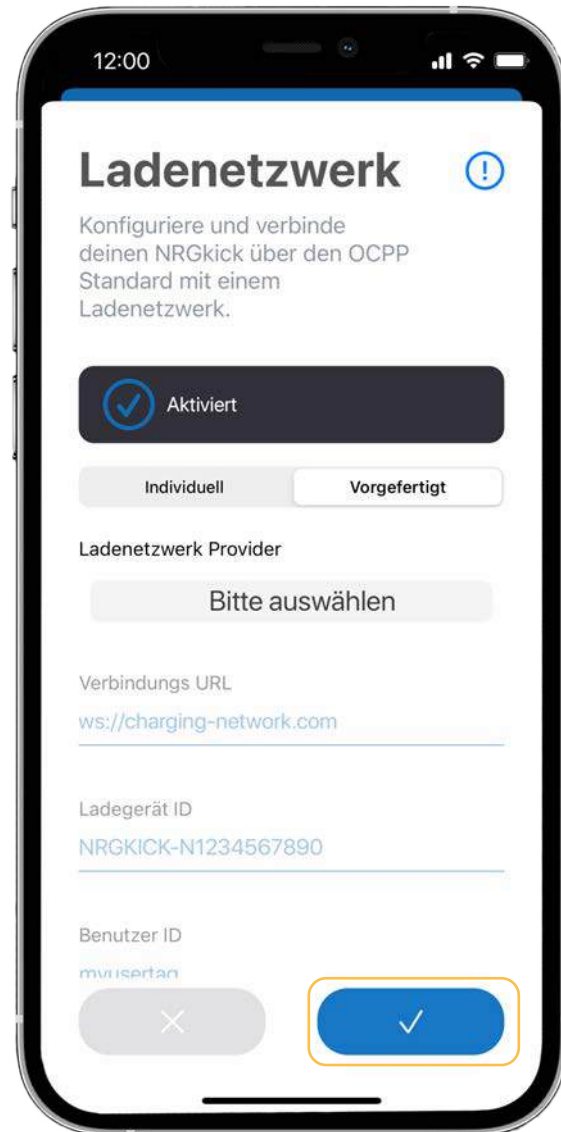 12:00
Ladenetzwerk
Konfiguriere und verbinde
deinen NRGkick über den OCPP
Standard mit einem
Ladenetzwerk.
Aktiviert
Individuell Vorgefertigt
Ladenetzwerk Provider
Bitte auswählen
Verbindungs URL
ws://charging-network.com
Ladegerät ID
NRGKICK-N1234567890
Benutzer ID
myusertag